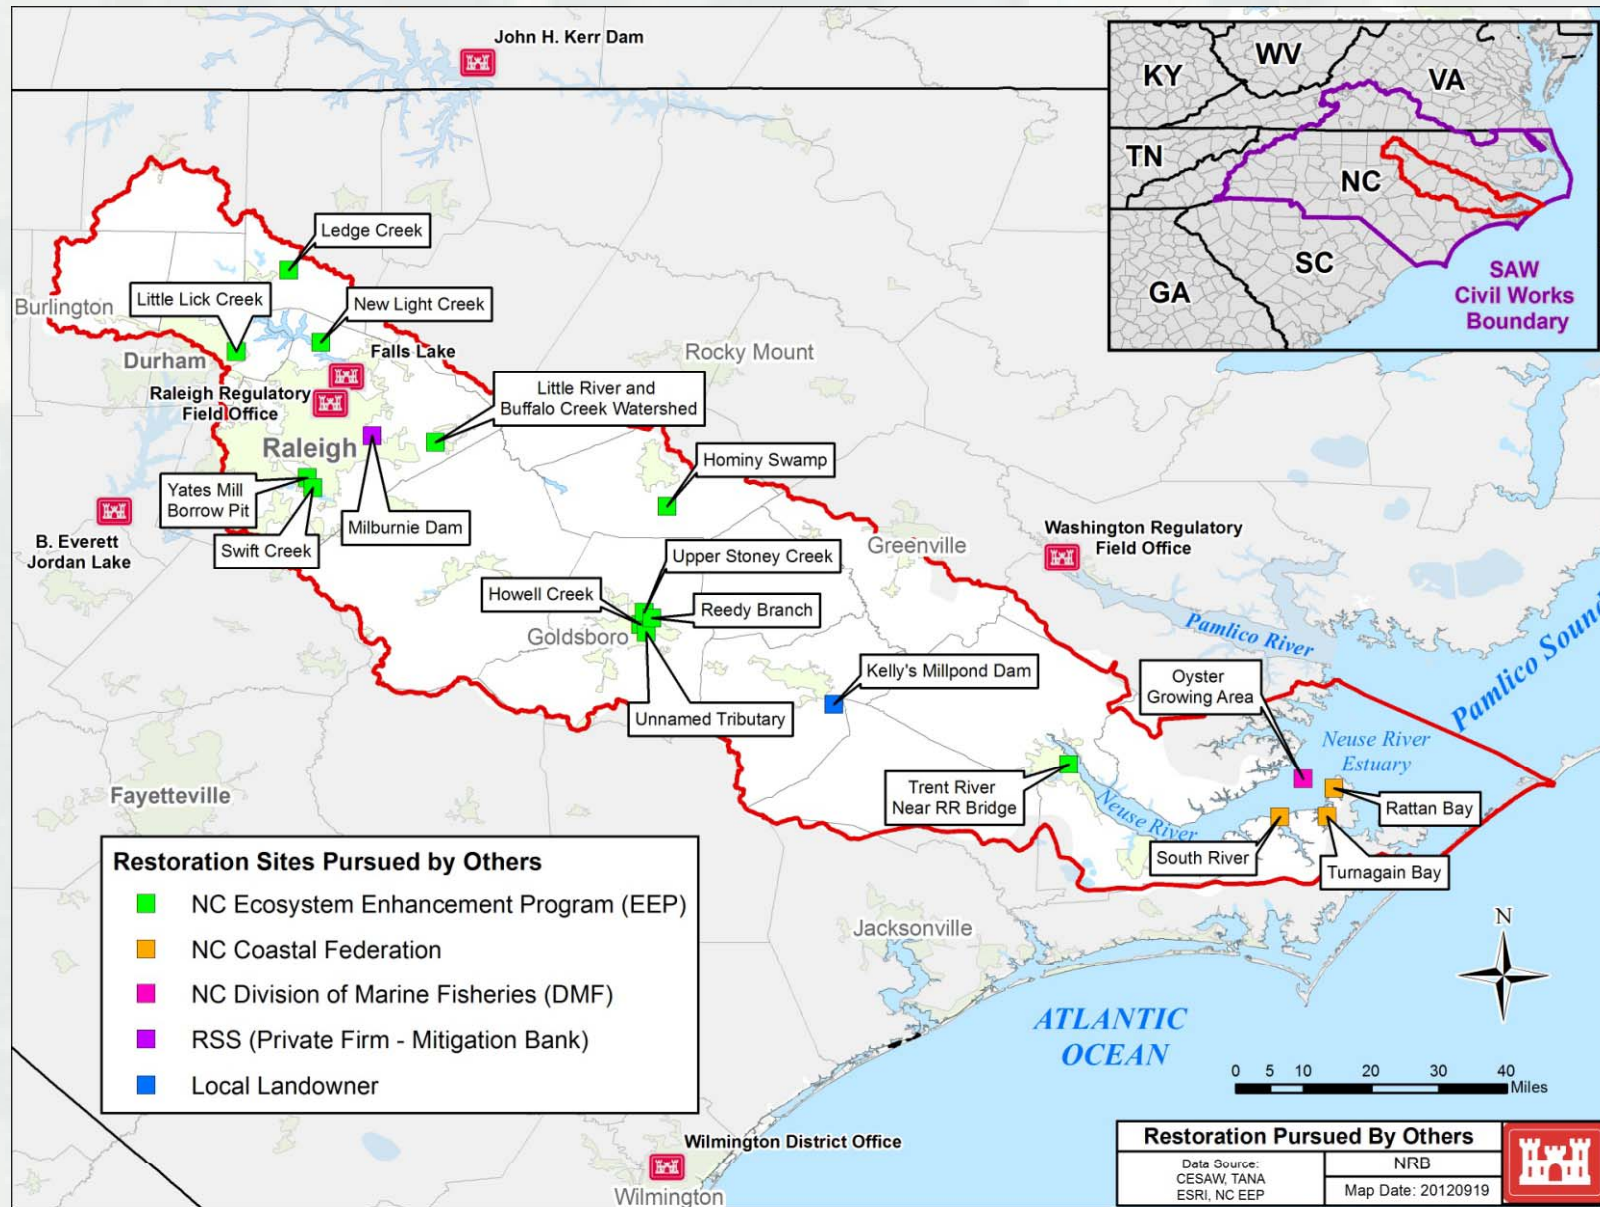 John H. Kerr Dam
KY
WV
VA
TN
NC
SC
GA
SAW
Civil Works
Boundary
Ledge Creek
Little Lick Creek
New Light Creek
Burlington
Durham
Falls Lake
Rocky Mount
Raleigh Regulatory
Field Office
Little River and
Buffalo Creek Watershed
Raleigh
Hominy Swamp
Yates Mill
Borrow Pit
Milburnie Dam
Swift Creek
B. Everett
Jordan Lake
Greenville
Washington Regulatory
Field Office
Upper Stoney Creek
Howell Creek
Reedy Branch
Goldsboro
Unnamed Tributary
Kelly's Millpond Dam
Pamlico River
Pamlico Sound
Oyster
Growing Area
Neuse River
Estuary
Trent River
Near RR Bridge
Neuse River
Rattan Bay
South River
Turnagain Bay
Fayetteville
Jacksonville
Restoration Sites Pursued by Others
NC Ecosystem Enhancement Program (EEP)
NC Coastal Federation
NC Division of Marine Fisheries (DMF)
RSS (Private Firm - Mitigation Bank)
Local Landowner
N
ATLANTIC
OCEAN
0 5 10 20 30 40
Miles
Wilmington District Office
Wilmington
Restoration Pursued By Others
Data Source:
CESAW, TANA
ESRI, NC EEP
NRB
Map Date: 20120919